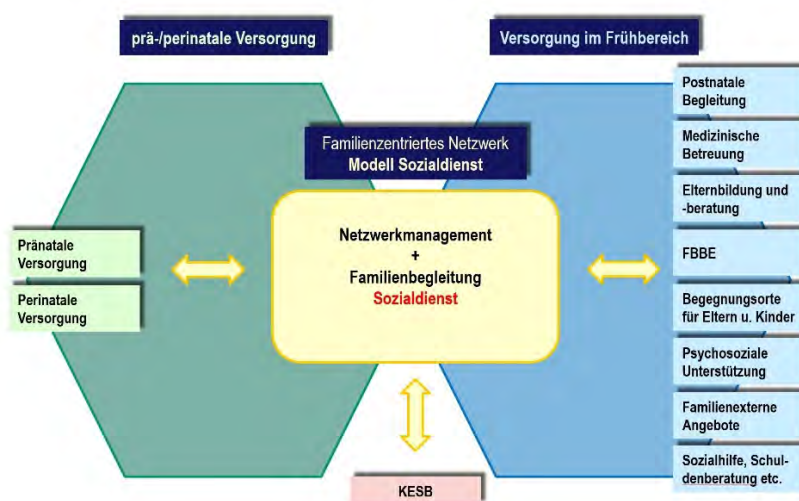 prä-/perinatale Versorgung
Versorgung im Frühbereich
Familienzentriertes Netzwerk
Modell Sozialdienst
Netzwerkmanagement
+
Familienbegleitung
Sozialdienst
Pränatale
Versorgung
Perinatale
Versorgung
Postnatale
Begleitung
Medizinische
Betreuung
Elternbildung und
-beratung
FBBE
Begegnungsorte
für Eltern u. Kinder
Psychosoziale
Unterstützung
Familienexterne
Angebote
Sozialhilfe, Schul-
denberatung etc.
KESB